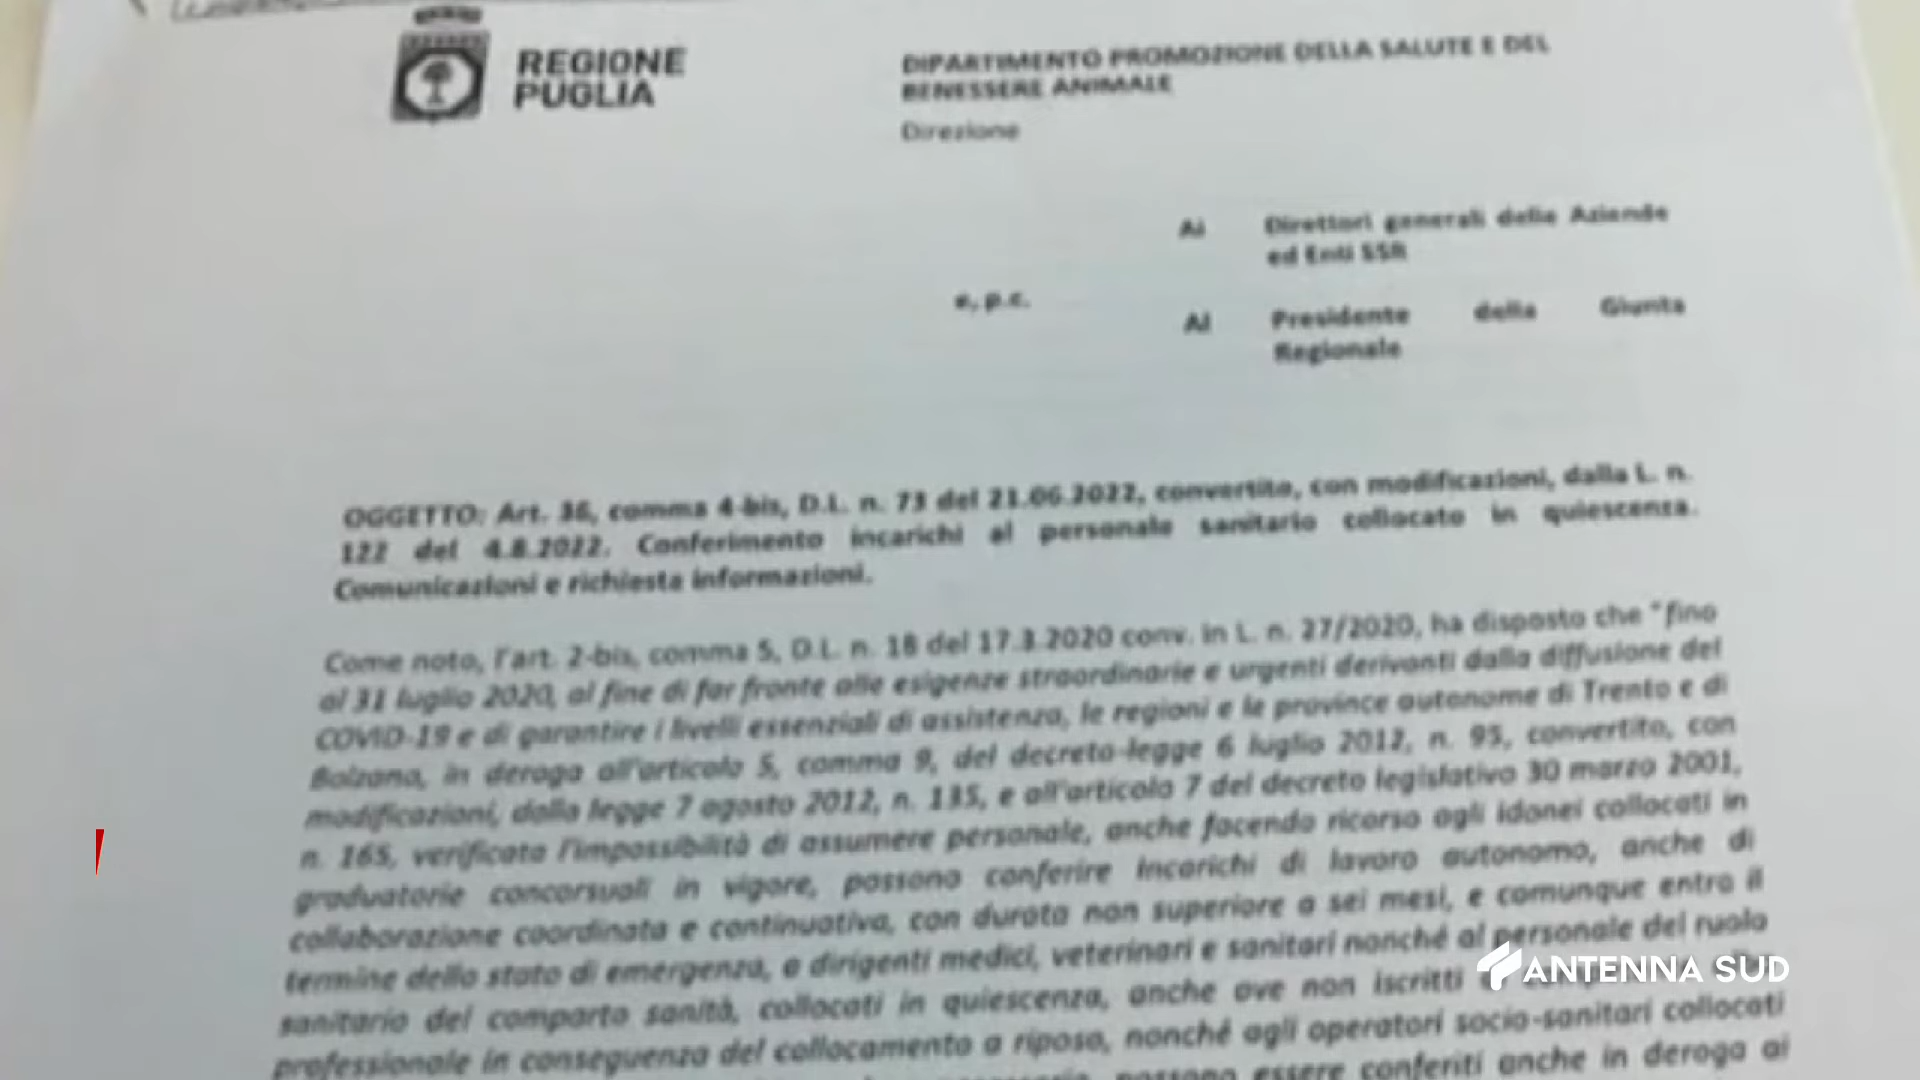 REGIONE
PUGLIA
DIPARTIMENTO PROMOZIONE DELLA SALUTE E DEL
BENESSERE ANIMALE
Direzione
Ai Direttori generali delle Aziende
ed Enti SSR
e, p.c.
Al Presidente della Giunta
Regionale
OGGETTO: Art. 36, comma 4-bis, D.L. n. 73 del 21.06.2022, convertito, con modificazioni, dalla L. n.
122 del 4.8.2022. Conferimento incarichi al personale sanitario collocato in quiescenza.
Comunicazioni e richiesta informazioni.
Come noto, l'art. 2-bis, comma 5, D.L. n. 18 del 17.3.2020 conv. in L. n. 27/2020, ha disposto che "fino
al 31 luglio 2020, al fine di far fronte alle esigenze straordinarie e urgenti derivanti dalla diffusione del
COVID-19 e di garantire i livelli essenziali di assistenza, le regioni e le province autonome di Trento e di
Bolzano, in deroga all'articolo 5, comma 9, del decreto-legge 6 luglio 2012, n. 95, convertito, con
modificazioni, dalla legge 7 agosto 2012, n. 135, e all'articolo 7 del decreto legislativo 30 marzo 2001,
n. 165, verificata l'impossibilità di assumere personale, anche facendo ricorso agli idonei collocati in
graduatorie concorsuali in vigore, possono conferire incarichi di lavoro autonomo, anche di
collaborazione coordinata e continuativa, con durata non superiore a sei mesi, e comunque entro il
termine dello stato di emergenza, a dirigenti medici, veterinari e sanitari nonché al personale del ruolo
sanitario del comparto sanità, collocati in quiescenza, anche ove non iscritti
professionale in conseguenza del collocamento a riposo, nonché agli operatori socio-sanitari collocati
possono essere conferiti anche in deroga ai
ANTENNA SUD